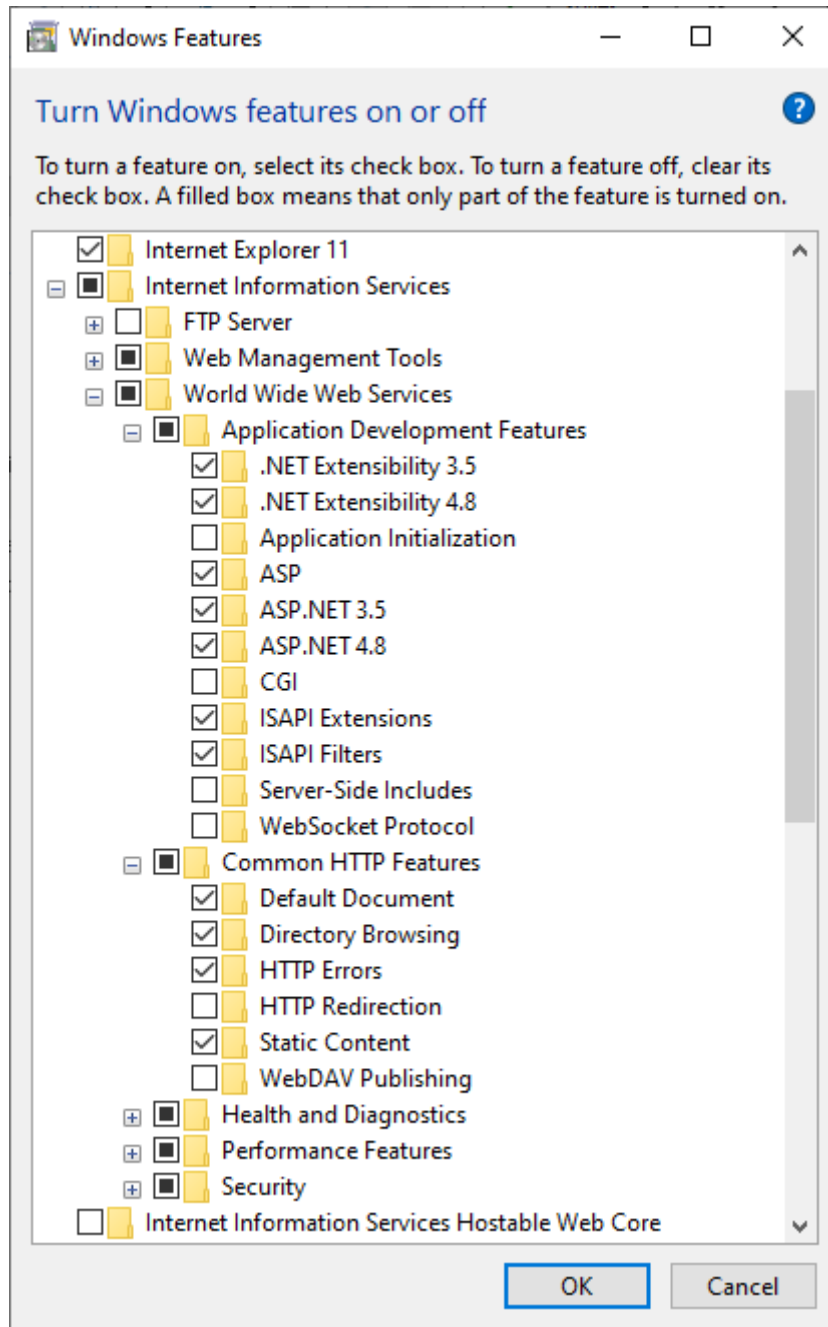 Windows Features
Turn Windows features on or off
?
To turn a feature on, select its check box. To turn a feature off, clear its
check box. A filled box means that only part of the feature is turned on.
Internet Explorer 11
Internet Information Services
FTP Server
Web Management Tools
World Wide Web Services
Application Development Features
.NET Extensibility 3.5
.NET Extensibility 4.8
Application Initialization
ASP
ASP.NET 3.5
ASP.NET 4.8
CGI
ISAPI Extensions
ISAPI Filters
Server-Side Includes
WebSocket Protocol
Common HTTP Features
Default Document
Directory Browsing
HTTP Errors
HTTP Redirection
Static Content
WebDAV Publishing
Health and Diagnostics
Performance Features
Security
Internet Information Services Hostable Web Core
OK Cancel